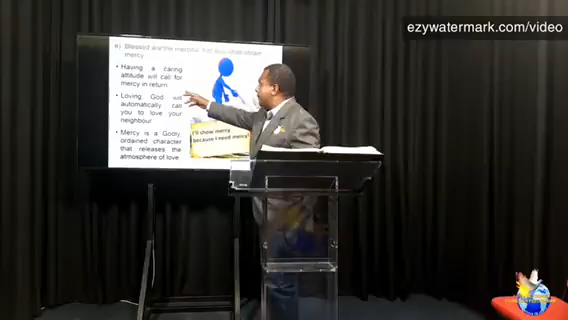 ezywatermark.com/video
e) Blessed are the merciful: For they shall obtain
mercy
• Having a caring
attitude will call for
mercy in return.
• Loving God will
automatically call
you to love your
neighbour
• Mercy is a Godly
ordained character
that releases the
atmosphere of love
I'll show mercy
because I need mercy!